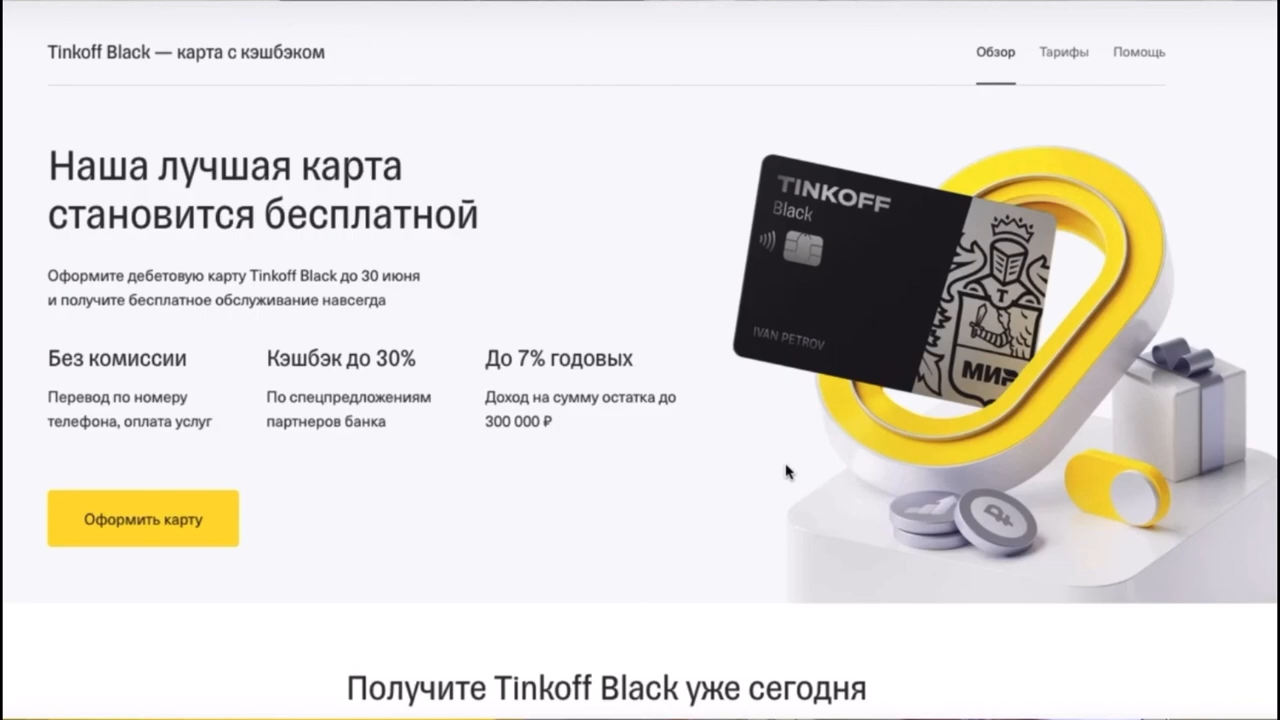 Tinkoff Black — карта с кэшбэком
Обзор
Тарифы
Помощь
Наша лучшая карта
становится бесплатной
Оформите дебетовую карту Tinkoff Black до 30 июня
и получите бесплатное обслуживание навсегда
Без комиссии
Перевод по номеру
телефона, оплата услуг
Кэшбэк до 30%
По спецпредложениям
партнеров банка
До 7% годовых
Доход на сумму остатка до
300 000 ₽
Оформить карту
TINKOFF
Black
IVAN PETROV
Т
МИР
₽
Получите Tinkoff Black уже сегодня